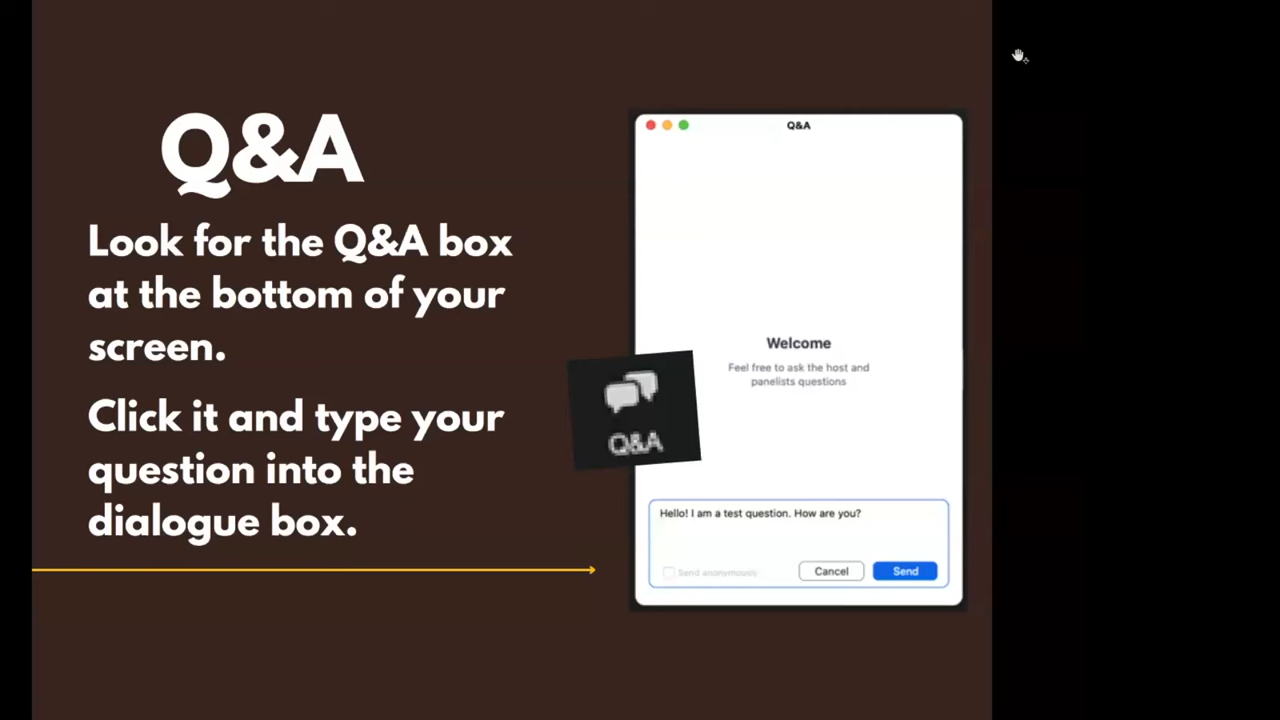 Q&A
Look for the Q&A box
at the bottom of your
screen.
Click it and type your
question into the
dialogue box.
Q&A
Welcome
Feel free to ask the host and
panelists questions
Q&A
Hello! I am a test question. How are you?
Send anonymously
Cancel
Send